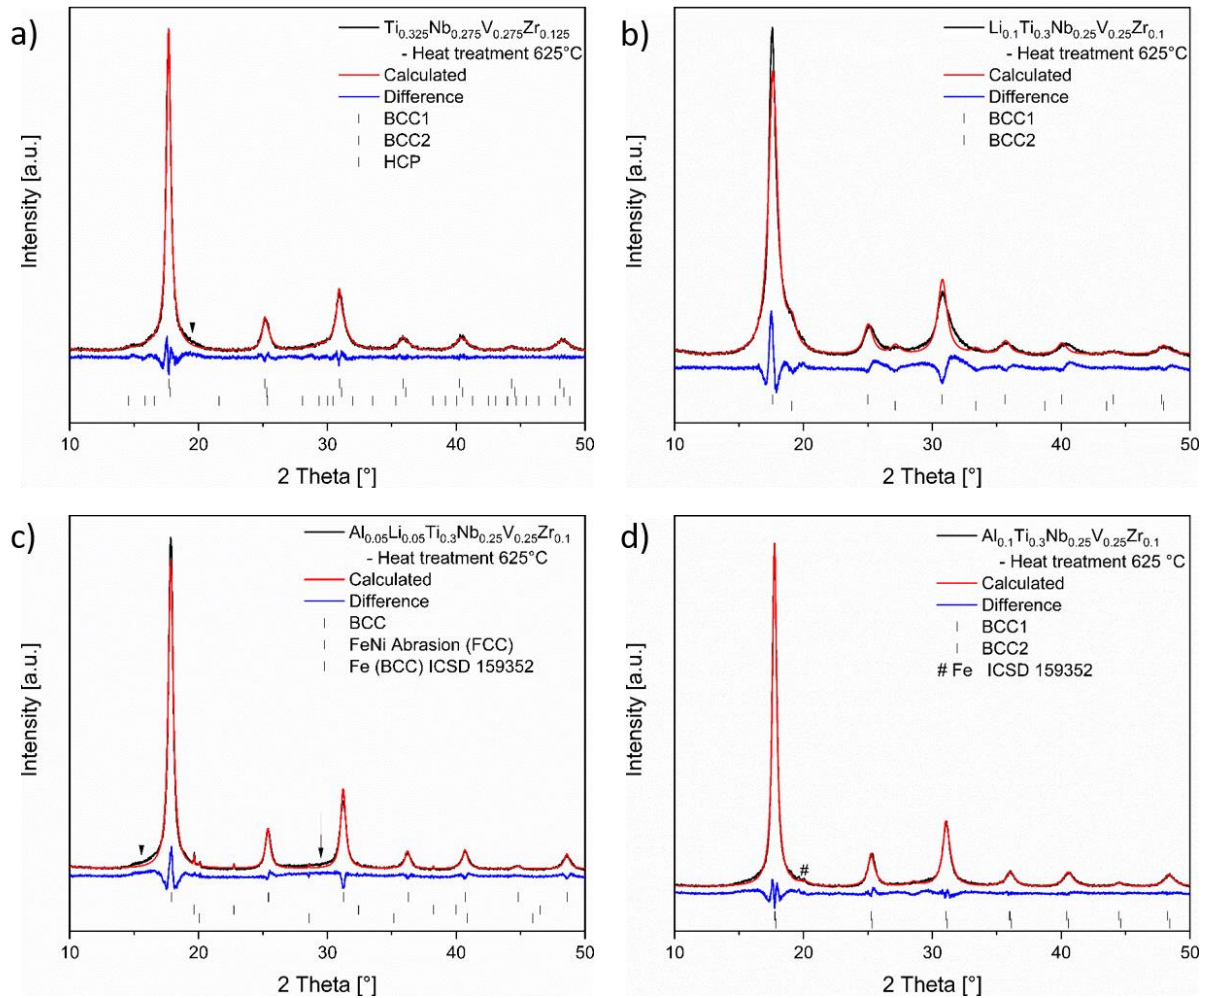 a)
Ti0.325Nb0.275V0.275Zr0.125
- Heat treatment 625°C
Calculated
Difference
BCC1
BCC2
HCP
Intensity [a.u.]
10 20 30 40 50
2 Theta [°]
b)
Li0.1Ti0.3Nb0.25V0.25Zr0.1
- Heat treatment 625°C
Calculated
Difference
BCC1
BCC2
Intensity [a.u.]
10 20 30 40 50
2 Theta [°]
c)
Al0.05Li0.05Ti0.3Nb0.25V0.25Zr0.1
- Heat treatment 625°C
Calculated
Difference
BCC
FeNi Abrasion (FCC)
Fe (BCC) ICSD 159352
Intensity [a.u.]
10 20 30 40 50
2 Theta [°]
d)
Al0.1Ti0.3Nb0.25V0.25Zr0.1
- Heat treatment 625 °C
Calculated
Difference
BCC1
BCC2
# Fe ICSD 159352
Intensity [a.u.]
#
10 20 30 40 50
2 Theta [°]